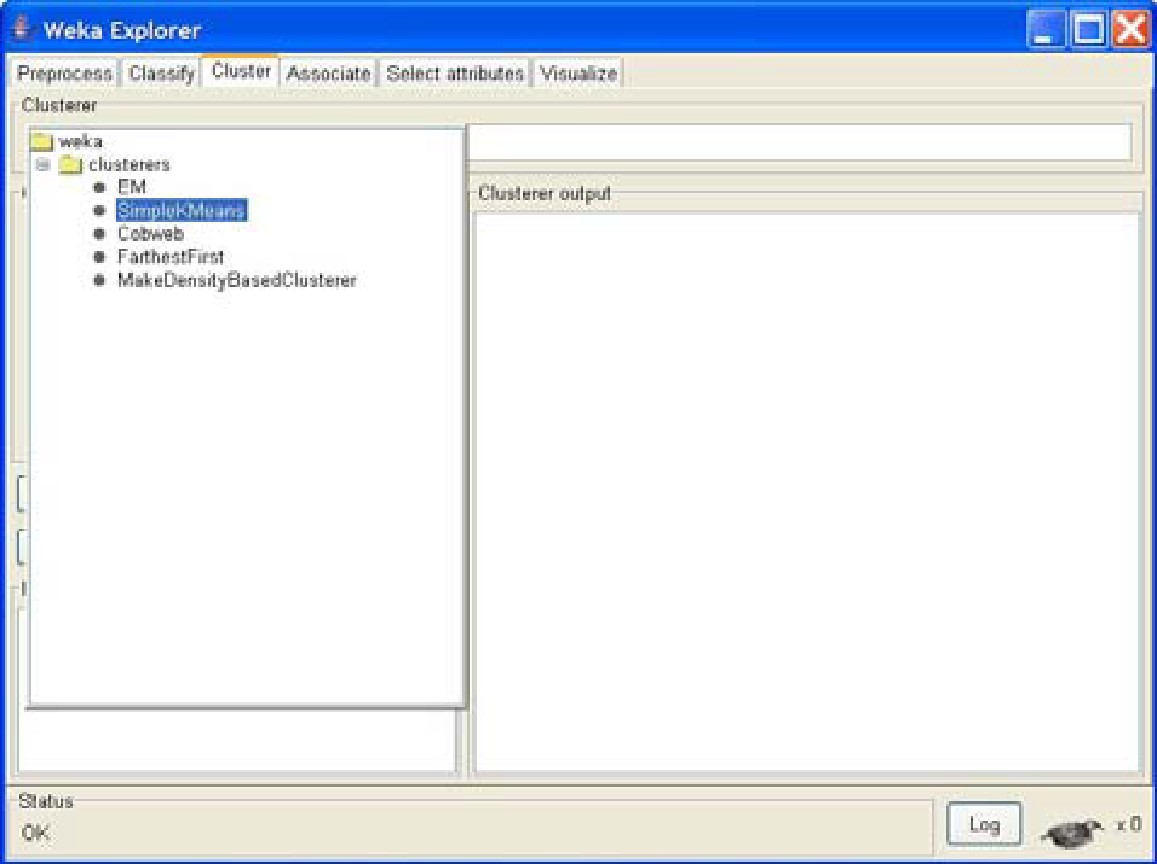 Weka Explorer
Preprocess Classify Cluster Associate Select attributes Visualize
Clusterer
weka
clusterers
EM
SimpleKMeans
Cobweb
FarthestFirst
MakeDensityBasedClusterer
Clusterer output
Status
OK
Log
x 0